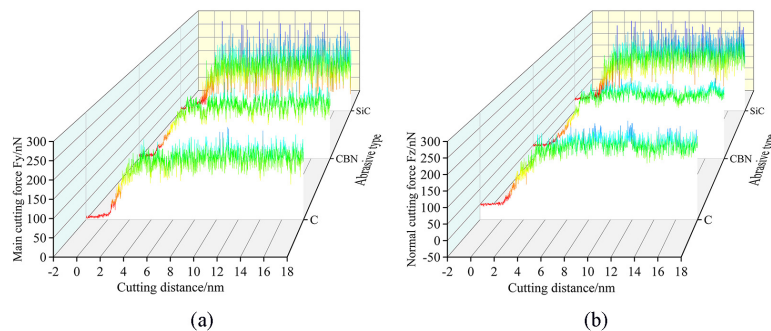 Main cutting force Fy/nN
300
250
200
150
100
50
0
-2 0 2 4 6 8 10 12 14 16 18
Cutting distance/nm
SiC
CBN
C
Abrasive type
(a)
Normal cutting force Fz/nN
300
250
200
150
100
50
0
-50
-2 0 2 4 6 8 10 12 14 16 18
Cutting distance/nm
SiC
CBN
C
Abrasive type
(b)